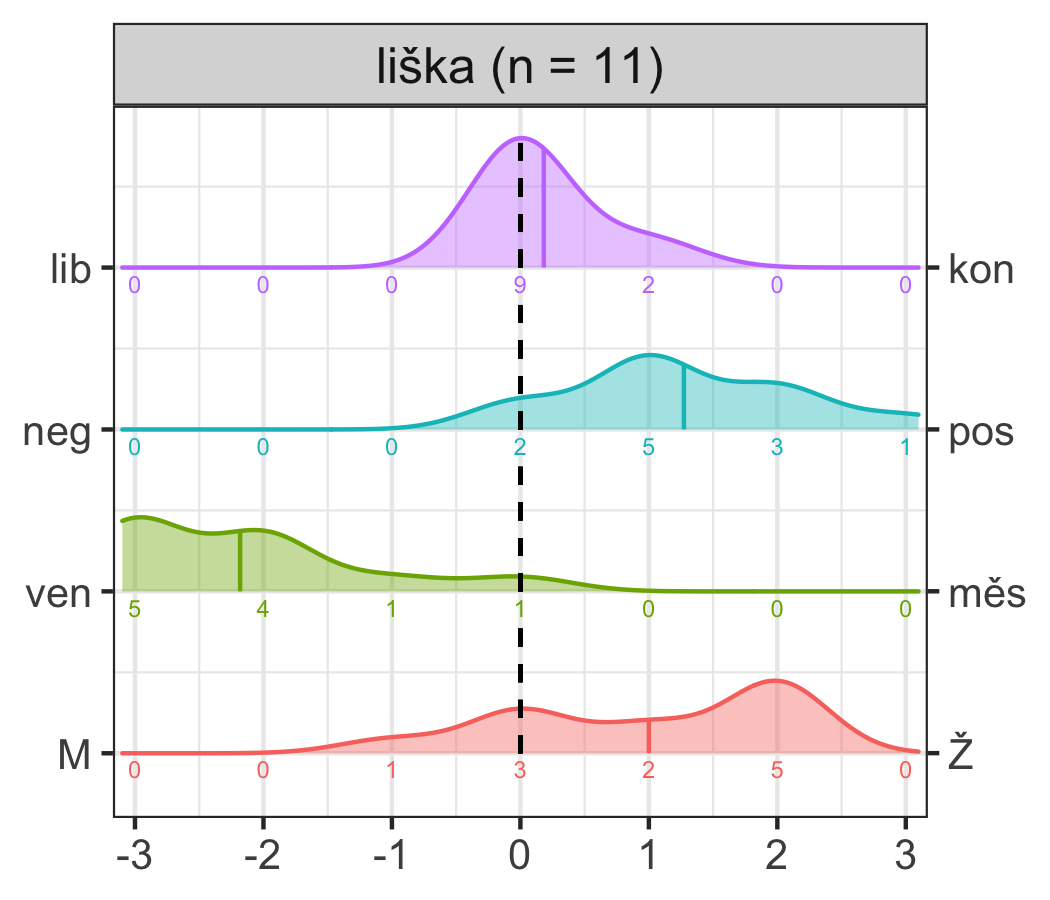 liška (n = 11)
lib kon
0 0 0 9 2 0 0
neg pos
0 0 0 2 5 3 1
ven měs
5 4 1 1 0 0 0
M Ž
0 0 1 3 2 5 0
-3 -2 -1 0 1 2 3